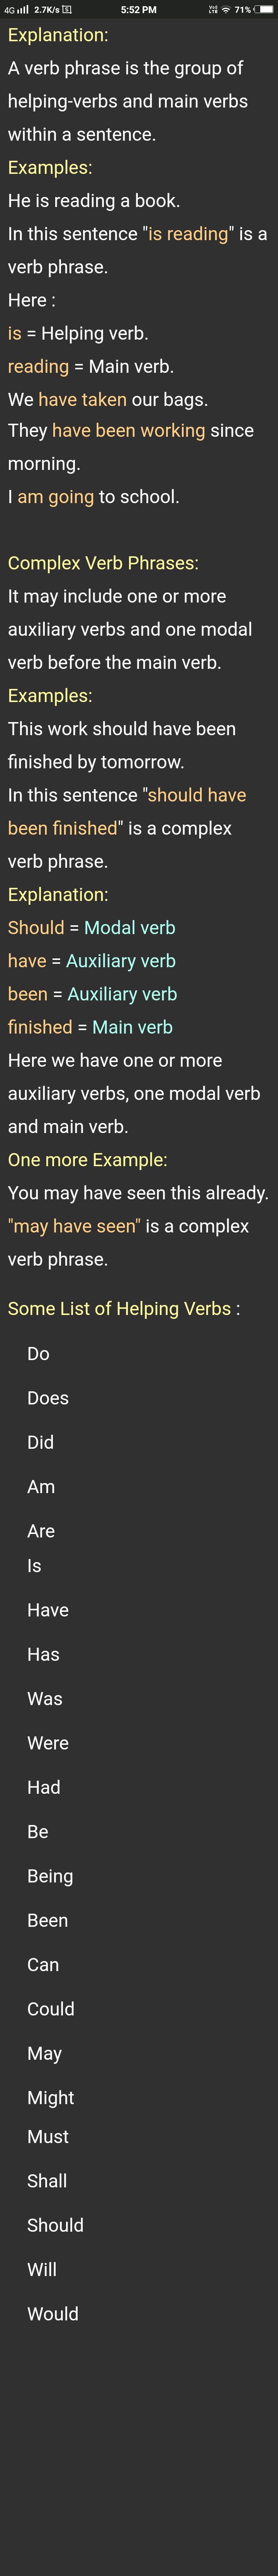 4G 2.7K/s 5:52 PM 71%
Explanation:
A verb phrase is the group of
helping-verbs and main verbs
within a sentence.
Examples:
He is reading a book.
In this sentence "is reading" is a
verb phrase.
Here :
is = Helping verb.
reading = Main verb.
We have taken our bags.
They have been working since
morning.
I am going to school.
Complex Verb Phrases:
It may include one or more
auxiliary verbs and one modal
verb before the main verb.
Examples:
This work should have been
finished by tomorrow.
In this sentence "should have
been finished" is a complex
verb phrase.
Explanation:
Should = Modal verb
have = Auxiliary verb
been = Auxiliary verb
finished = Main verb
Here we have one or more
auxiliary verbs, one modal verb
and main verb.
One more Example:
You may have seen this already.
"may have seen" is a complex
verb phrase.
Some List of Helping Verbs :
Do
Does
Did
Am
Are
Is
Have
Has
Was
Were
Had
Be
Being
Been
Can
Could
May
Might
Must
Shall
Should
Will
Would